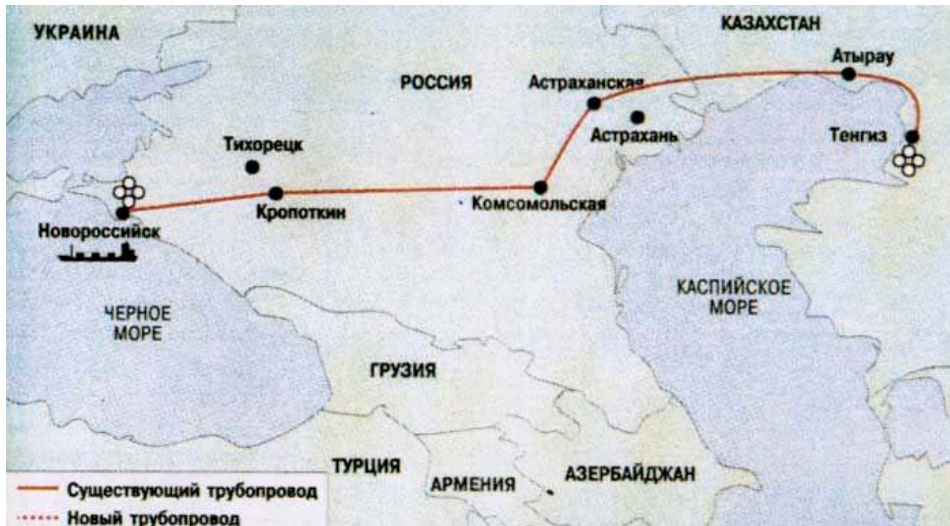 УКРАИНА
КАЗАХСТАН
РОССИЯ
Астраханская
Атырау
Тихорецк
Астрахань
Тенгиз
Кропоткин
Комсомольская
Новороссийск
ЧЕРНОЕ
МОРЕ
КАСПИЙСКОЕ
МОРЕ
ГРУЗИЯ
ТУРЦИЯ
АРМЕНИЯ
АЗЕРБАЙДЖАН
Существующий трубопровод
Новый трубопровод